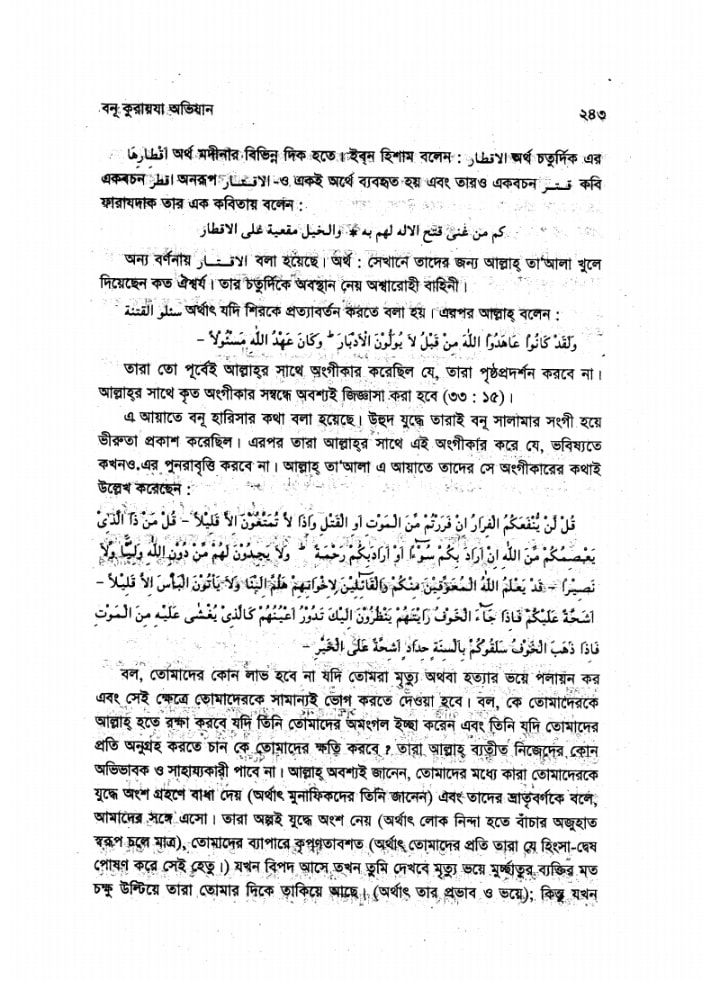 বনূ কুরায়যা অভিযান
২৪৩
اقطارها অর্থ মদীনার বিভিন্ন দিক হতে। ইব্‌ন হিশাম বলেন : الاقطار অর্থ চতুর্দিক এর
একবচন قطر অনরূপ الاقتار -ও একই অর্থে ব্যবহৃত হয় এবং তারও একবচন قتر কবি
ফারাযদাক তার এক কবিতায় বলেন :
كم من غنى فتح الاله لهم به * والخيل مقعية على الاقطار
অন্য বর্ণনায় الاقتار বলা হয়েছে। অর্থ : সেখানে তাদের জন্য আল্লাহ্ তা'আলা খুলে
দিয়েছেন কত ঐশ্বর্য। তার চতুর্দিকে অবস্থান নেয় অশ্বারোহী বাহিনী।
سئلو الفتنة অর্থাৎ যদি শিরকে প্রত্যাবর্তন করতে বলা হয়। এরপর আল্লাহ্ বলেন :
وَلَقَدْ كَانُوا عَاهَدُوا اللّٰهَ مِنْ قَبْلُ لَا يُوَلُّوْنَ الْاَدْبَارَ ط وَكَانَ عَهْدُ اللّٰهِ مَسْئُوْلاً –
তারা তো পূর্বেই আল্লাহ্‌র সাথে অংগীকার করেছিল যে, তারা পৃষ্ঠপ্রদর্শন করবে না।
আল্লাহ্‌র সাথে কৃত অংগীকার সম্বন্ধে অবশ্যই জিজ্ঞাসা করা হবে (৩৩ : ১৫)।
এ আয়াতে বনূ হারিসার কথা বলা হয়েছে। উহুদ যুদ্ধে তারাই বনূ সালামার সংগী হয়ে
ভীরুতা প্রকাশ করেছিল। এরপর তারা আল্লাহ্‌র সাথে এই অংগীকার করে যে, ভবিষ্যতে
কখনও এর পুনরাবৃত্তি করবে না। আল্লাহ্ তা'আলা এ আয়াতে তাদের সে অংগীকারের কথাই
উল্লেখ করেছেন :
قُلْ لَنْ يَّنْفَعَكُمُ الْفِرَارُ اِنْ فَرَرْتُمْ مِّنَ الْمَوْتِ اَوِ الْقَتْلِ وَاِذًا لَّا تُمَتَّعُوْنَ اِلاَّ قَلِيْلاً – قُلْ مَنْ ذَا الَّذِىْ
يَعْصِمُكُمْ مِّنَ اللّٰهِ اِنْ اَرَادَ بِكُمْ سُوْءًا اَوْ اَرَادَ بِكُمْ رَحْمَةً ط وَلَا يَجِدُوْنَ لَهُمْ مِّنْ دُوْنِ اللّٰهِ وَلِيًّا وَّلَا
نَصِيْرًا – قَدْ يَعْلَمُ اللّٰهُ الْمُعَوِّقِيْنَ مِنْكُمْ وَالْقَائِلِيْنَ لِاِخْوَانِهِمْ هَلُمَّ اِلَيْنَا وَلَا يَأْتُوْنَ الْبَأْسَ اِلاَّ قَلِيْلاً –
اَشِحَّةً عَلَيْكُمْ فَاِذَا جَاءَ الْخَوْفُ رَاَيْتَهُمْ يَنْظُرُوْنَ اِلَيْكَ تَدُوْرُ اَعْيُنُهُمْ كَالَّذِىْ يُغْشٰى عَلَيْهِ مِنَ الْمَوْتِ
فَاِذَا ذَهَبَ الْخَوْفُ سَلَقُوْكُمْ بِاَلْسِنَةٍ حِدَادٍ اَشِحَّةً عَلَى الْخَيْرِ –
বল, তোমাদের কোন লাভ হবে না যদি তোমরা মৃত্যু অথবা হত্যার ভয়ে পলায়ন কর
এবং সেই ক্ষেত্রে তোমাদেরকে সামান্যই ভোগ করতে দেওয়া হবে। বল, কে তোমাদেরকে
আল্লাহ্ হতে রক্ষা করবে যদি তিনি তোমাদের অমংগল ইচ্ছা করেন এবং তিনি যদি তোমাদের
প্রতি অনুগ্রহ করতে চান কে তোমাদের ক্ষতি করবে ? তারা আল্লাহ্ ব্যতীত নিজেদের কোন
অভিভাবক ও সাহায্যকারী পাবে না। আল্লাহ্ অবশ্যই জানেন, তোমাদের মধ্যে কারা তোমাদেরকে
যুদ্ধে অংশ গ্রহণে বাধা দেয় (অর্থাৎ মুনাফিকদের তিনি জানেন) এবং তাদের ভ্রাতৃবর্গকে বলে,
আমাদের সঙ্গে এসো। তারা অল্পই যুদ্ধে অংশ নেয় (অর্থাৎ লোক নিন্দা হতে বাঁচার অজুহাত
স্বরূপ চলে মাত্র), তোমাদের ব্যাপারে কৃপণতাবশত (অর্থাৎ তোমাদের প্রতি তারা যে হিংসা-দ্বেষ
পোষণ করে সেই হেতু।) যখন বিপদ আসে তখন তুমি দেখবে মৃত্যু ভয়ে মূর্চ্ছাতুর ব্যক্তির মত
চক্ষু উল্টিয়ে তারা তোমার দিকে তাকিয়ে আছে। (অর্থাৎ তার প্রভাব ও ভয়ে); কিন্তু যখন